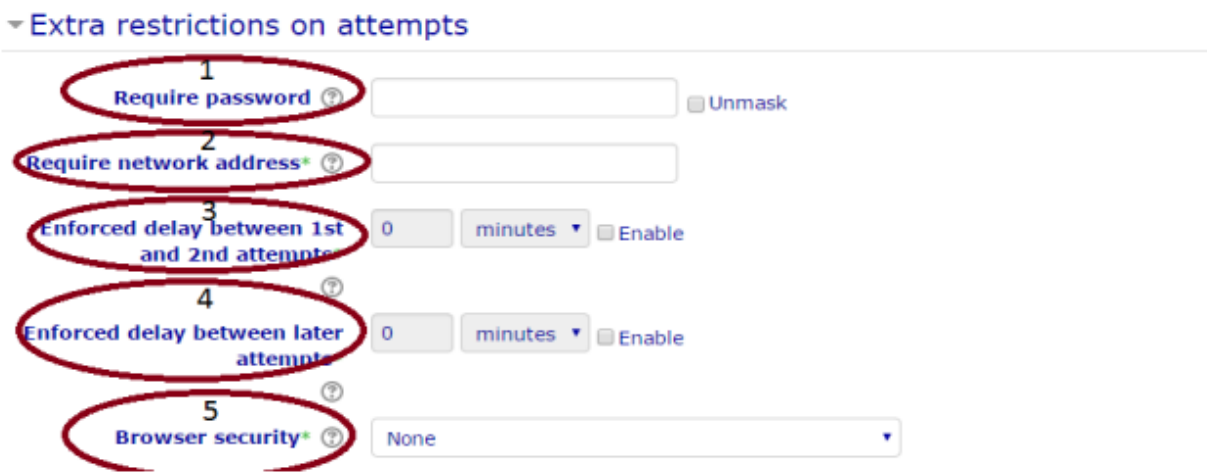 Extra restrictions on attempts
1
Require password
Unmask
2
Require network address*
3
Enforced delay between 1st
and 2nd attempts*
0 minutes Enable
4
Enforced delay between later
attempts
0 minutes Enable
5
Browser security*
None